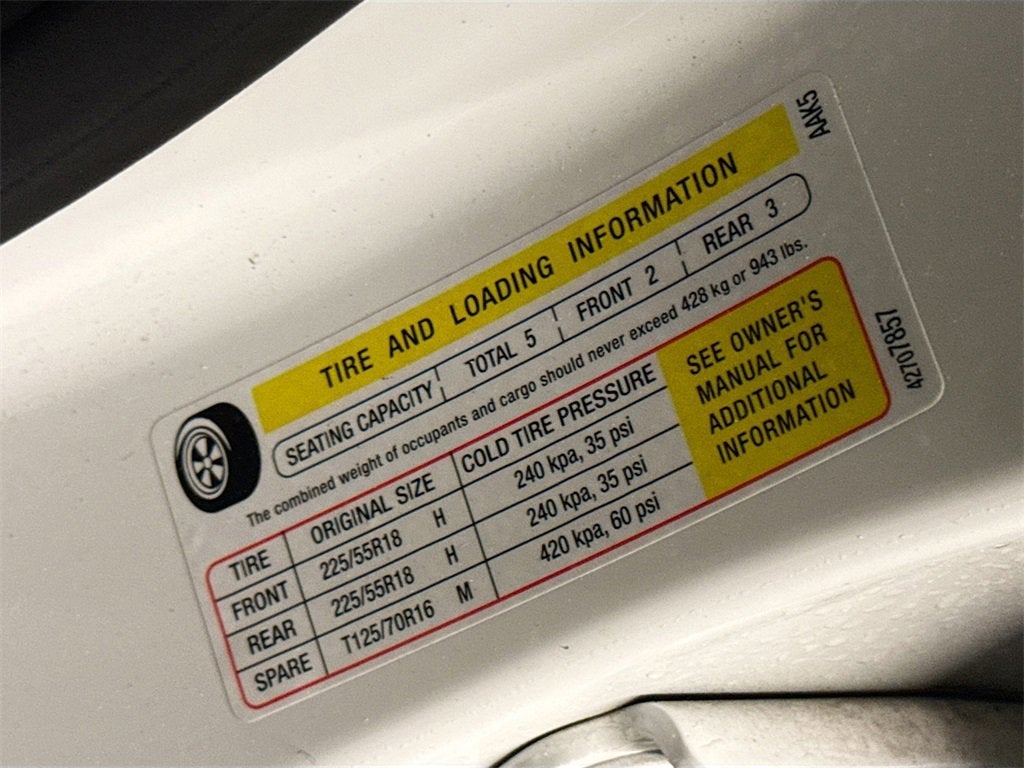 AAK5
TIRE AND LOADING INFORMATION
SEATING CAPACITY TOTAL 5 FRONT 2 REAR 3
The combined weight of occupants and cargo should never exceed 428 kg or 943 lbs.
TIRE ORIGINAL SIZE COLD TIRE PRESSURE
FRONT 225/55R18 H 240 kpa, 35 psi
REAR 225/55R18 H 240 kpa, 35 psi
SPARE T125/70R16 M 420 kpa, 60 psi
SEE OWNER'S
MANUAL FOR
ADDITIONAL
INFORMATION
42707857